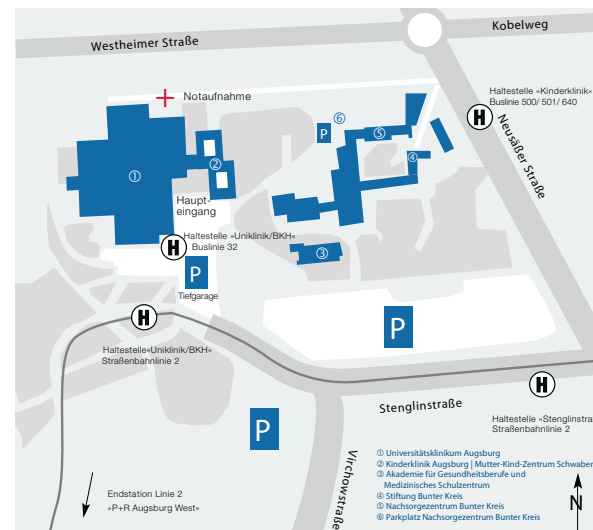 Kobelweg
Westheimer Straße
Haltestelle »Kinderklinik«
Buslinie 500/ 501/ 640
H
Neusäßer Straße
Notaufnahme
⑥
P
⑤
④
①
②
Haupt-
eingang
Haltestelle »Uniklinik/BKH«
Buslinie 32
H
③
P
Tiefgarage
H
P
Haltestelle»Uniklinik/BKH«
Straßenbahnlinie 2
H
Stenglinstraße
Haltestelle »Stenglinstra
Straßenbahnlinie 2
P
Virchowstraße
① Universitätsklinikum Augsburg
② Kinderklinik Augsburg | Mutter-Kind-Zentrum Schwaben
③ Akademie für Gesundheitsberufe und
Medizinisches Schulzentrum
④ Stiftung Bunter Kreis
⑤ Nachsorgezentrum Bunter Kreis
⑥ Parkplatz Nachsorgezentrum Bunter Kreis
N
Endstation Linie 2
»P+R Augsburg West«